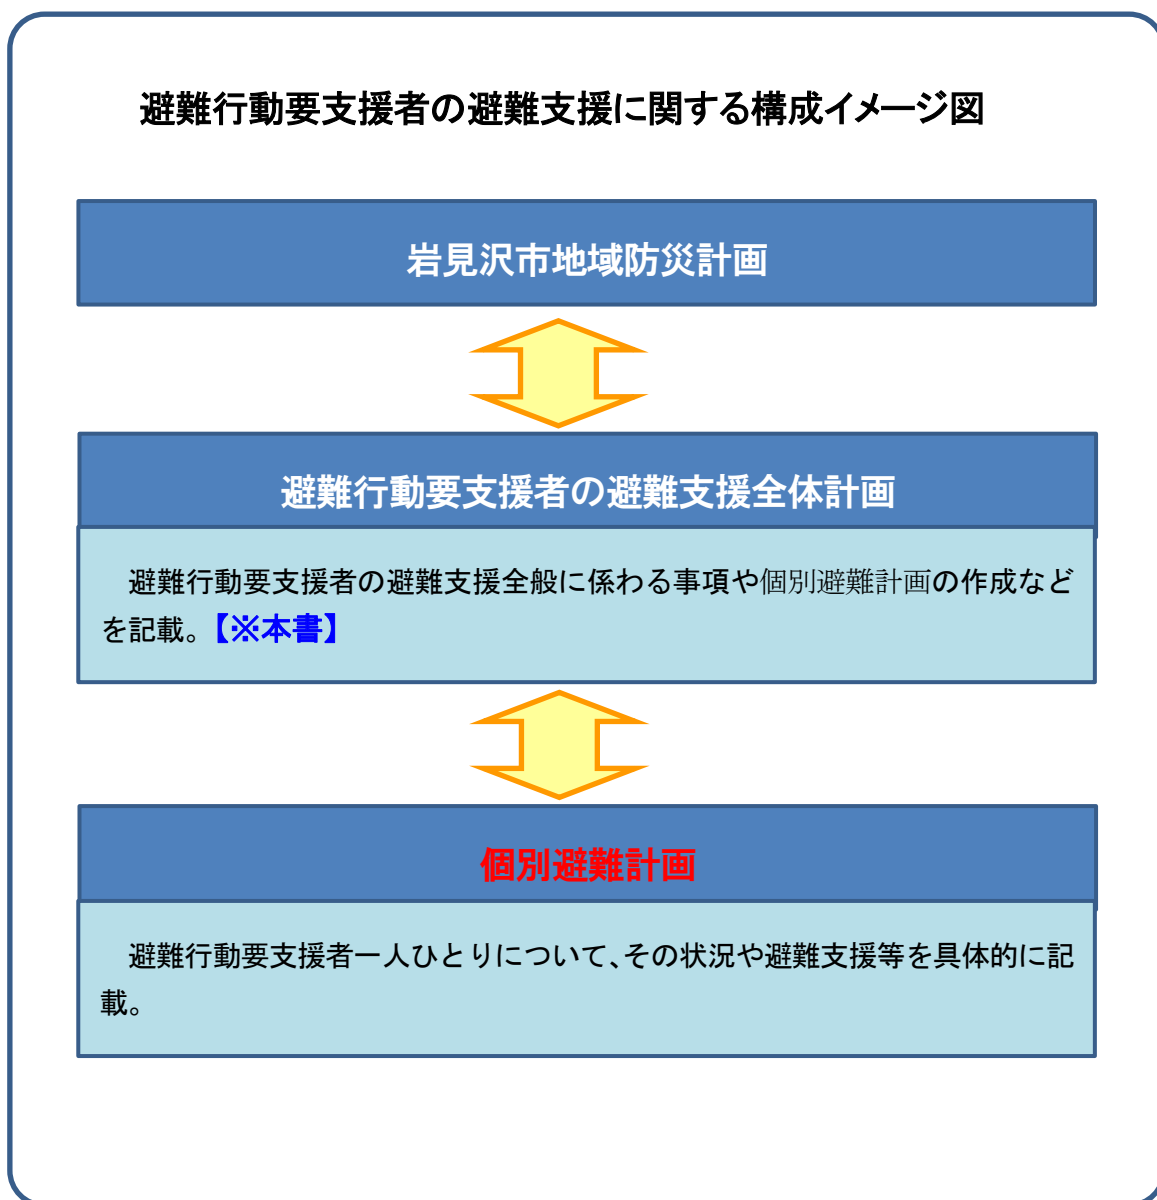 避難行動要支援者の避難支援に関する構成イメージ図
岩見沢市地域防災計画
避難行動要支援者の避難支援全体計画
避難行動要支援者の避難支援全般に係わる事項や個別避難計画の作成など
を記載。【※本書】
個別避難計画
避難行動要支援者一人ひとりについて、その状況や避難支援等を具体的に記
載。